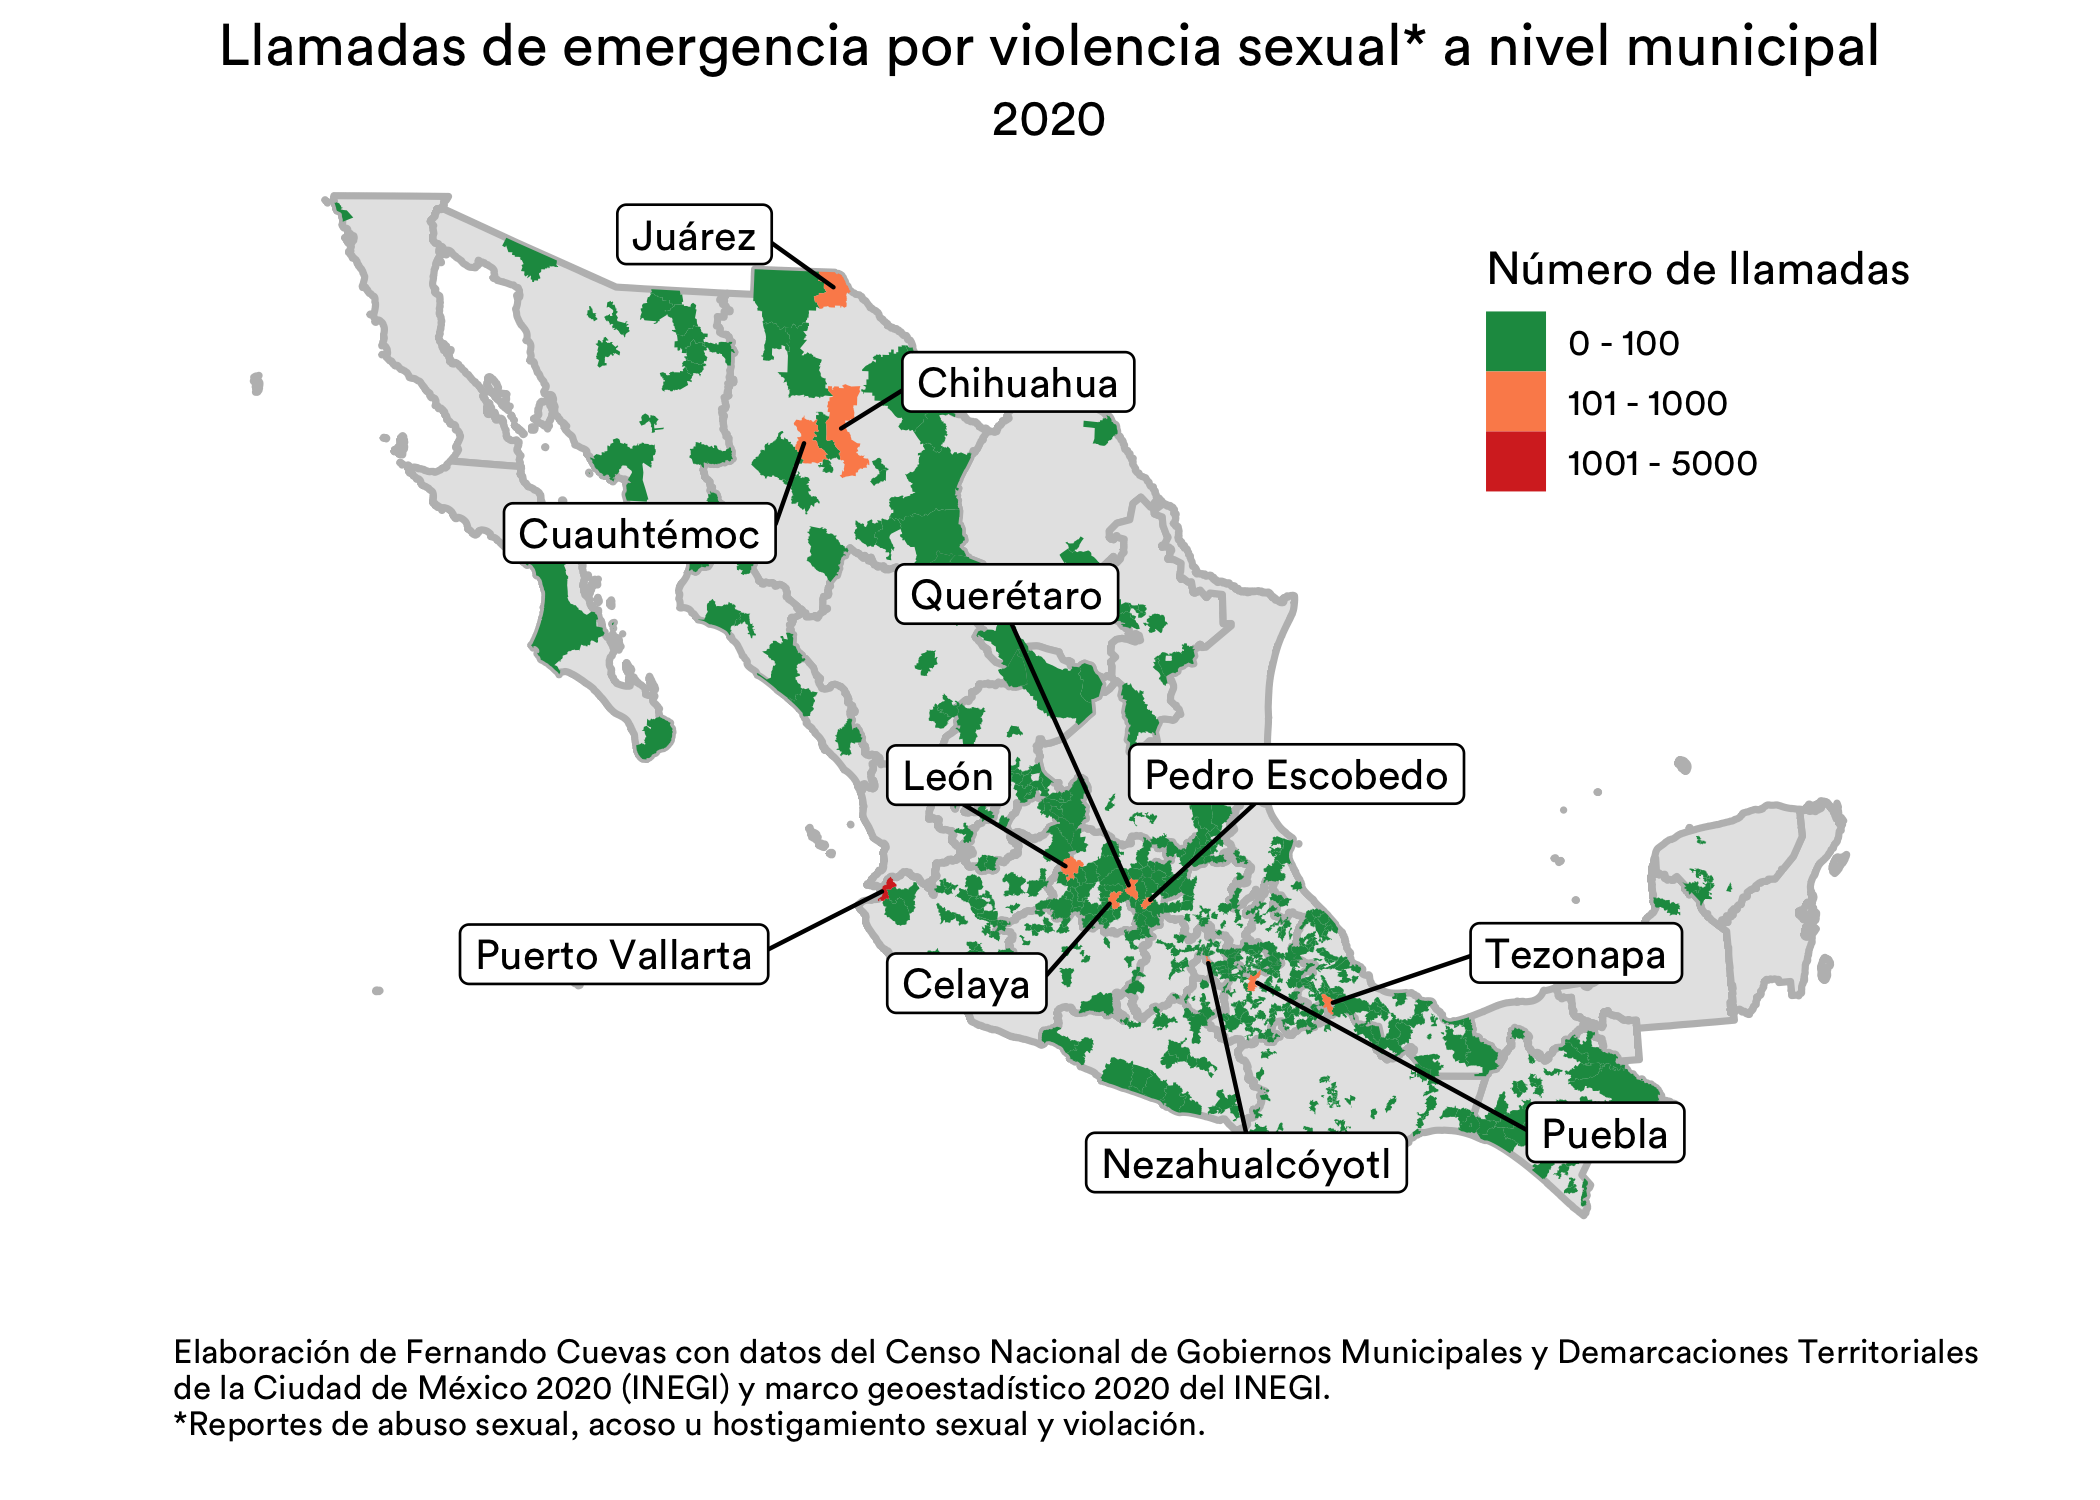 Llamadas de emergencia por violencia sexual* a nivel municipal
2020
Juárez
Número de llamadas
0 - 100
101 - 1000
1001 - 5000
Chihuahua
Cuauhtémoc
Querétaro
León
Pedro Escobedo
Puerto Vallarta
Celaya
Tezonapa
Puebla
Nezahualcóyotl
Elaboración de Fernando Cuevas con datos del Censo Nacional de Gobiernos Municipales y Demarcaciones Territoriales
de la Ciudad de México 2020 (INEGI) y marco geoestadístico 2020 del INEGI.
*Reportes de abuso sexual, acoso u hostigamiento sexual y violación.